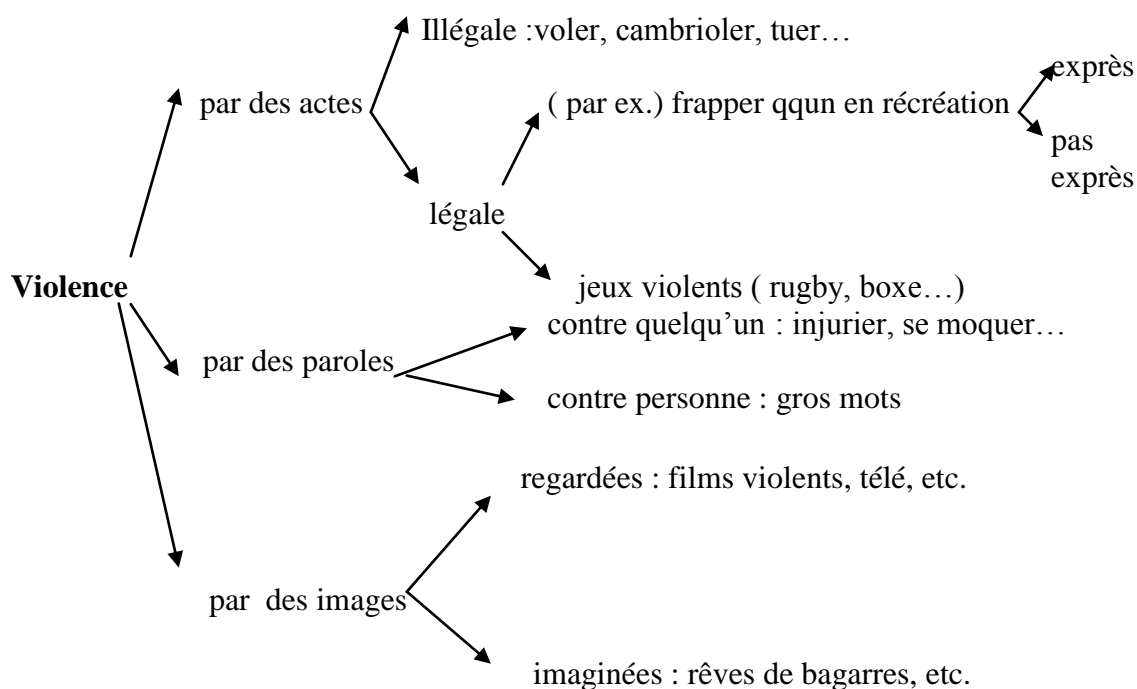 Illégale :voler, cambrioler, tuer…
exprès
par des actes
( par ex.) frapper qqun en récréation
pas
exprès
légale
Violence
jeux violents ( rugby, boxe…)
contre quelqu’un : injurier, se moquer…
par des paroles
contre personne : gros mots
regardées : films violents, télé, etc.
par des images
imaginées : rêves de bagarres, etc.